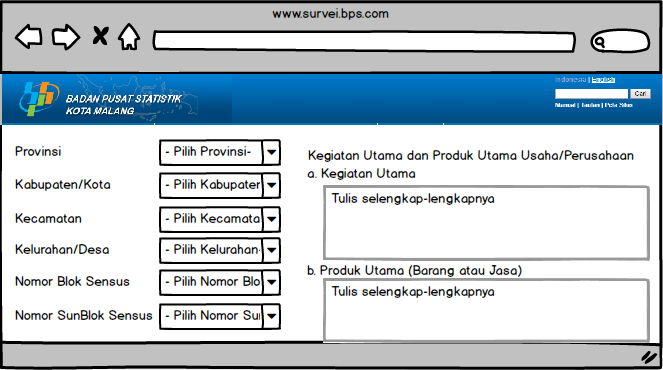 www.survei.bps.com
Indonesia | English
BADAN PUSAT STATISTIK
KOTA MALANG
Cari
Manual | Tautan | Peta Situs
Provinsi
- Pilih Provinsi-
Kabupaten/Kota
- Pilih Kabupaten
Kecamatan
- Pilih Kecamata
Kelurahan/Desa
- Pilih Kelurahan-
Nomor Blok Sensus
- Pilih Nomor Blo
Nomor SunBlok Sensus
- Pilih Nomor Su
Kegiatan Utama dan Produk Utama Usaha/Perusahaan
a. Kegiatan Utama
Tulis selengkap-lengkapnya
b. Produk Utama (Barang atau Jasa)
Tulis selengkap-lengkapnya